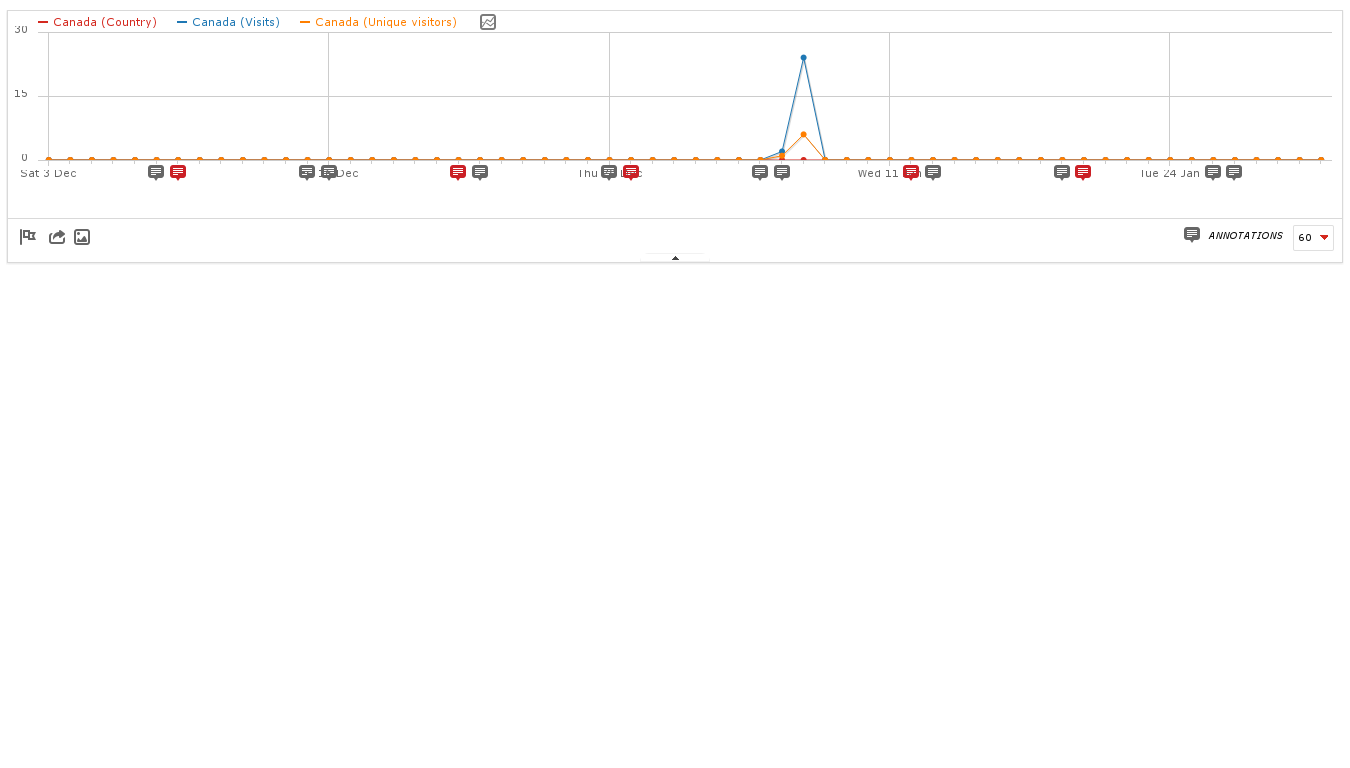 Canada (Country) Canada (Visits) Canada (Unique visitors)
30
15
0
Sat 3 Dec Dec Thu Wed 11 Tue 24 Jan
ANNOTATIONS 60